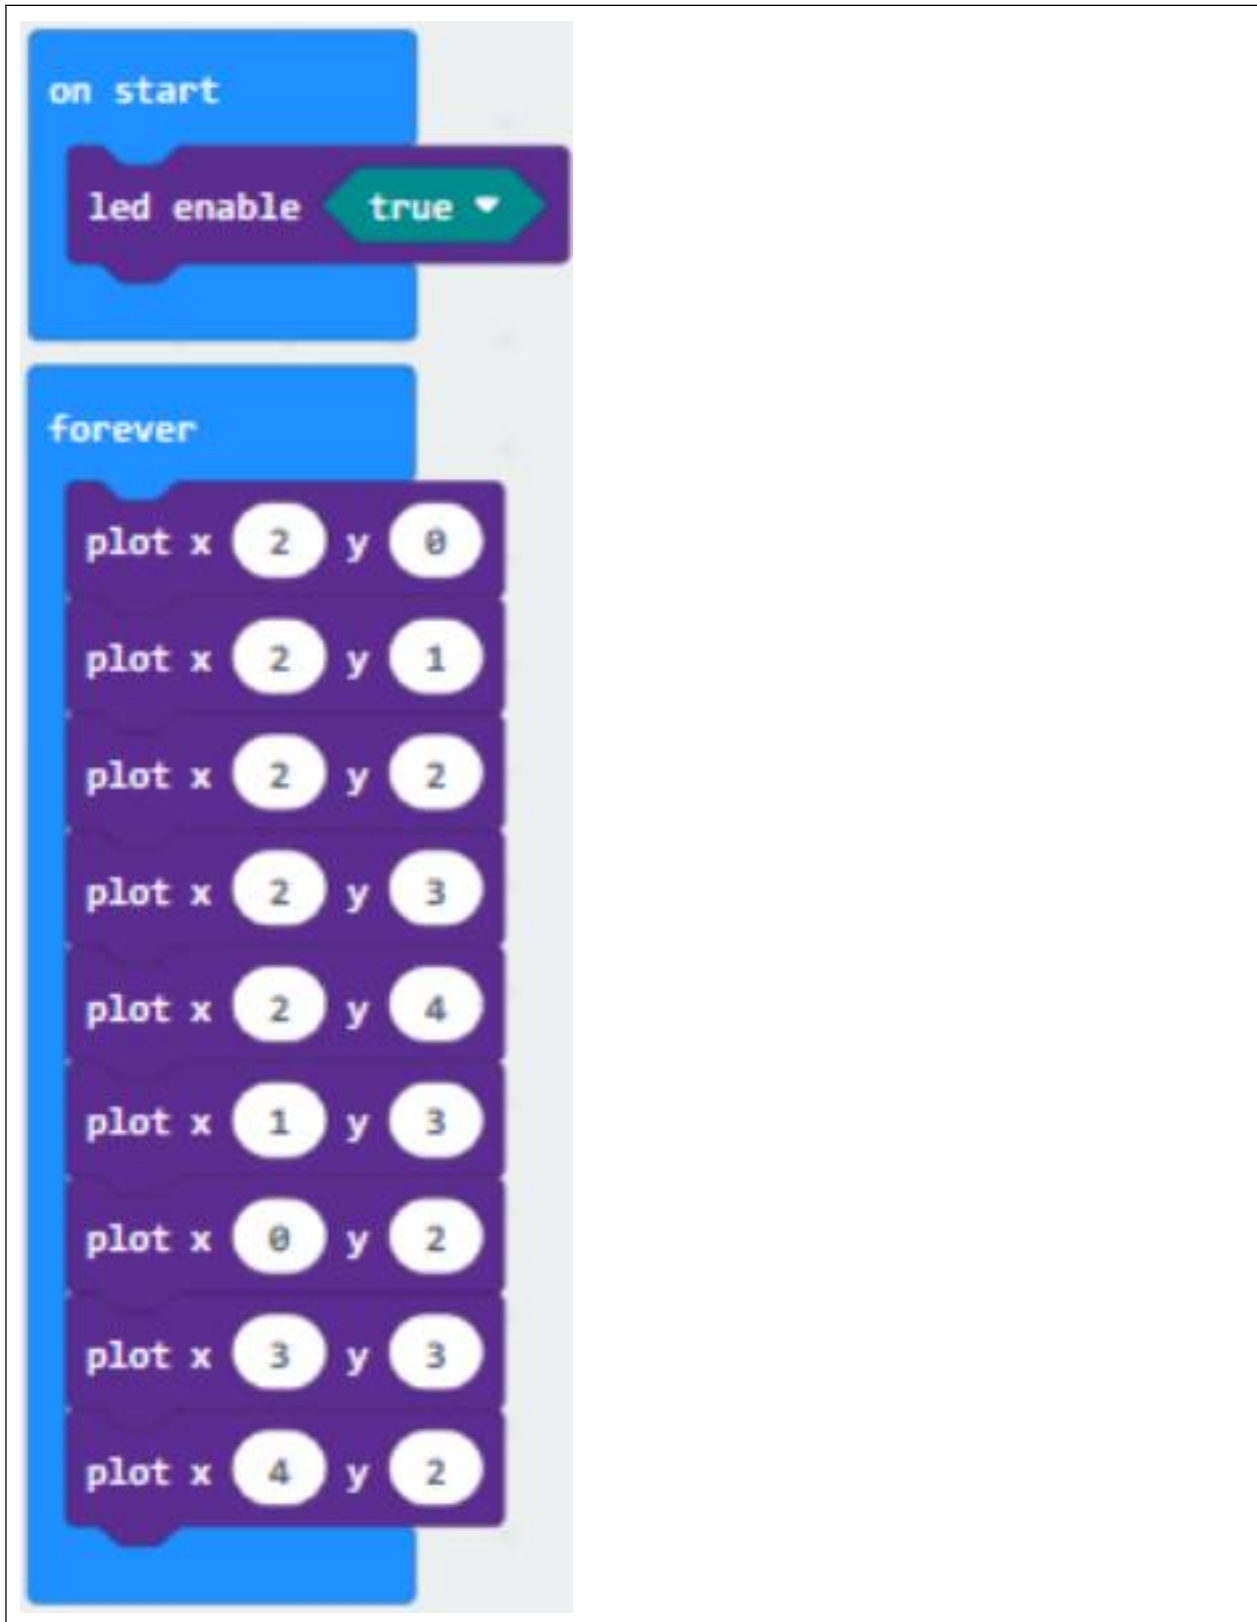 on start
led enable true
forever
plot x 2 y 0
plot x 2 y 1
plot x 2 y 2
plot x 2 y 3
plot x 2 y 4
plot x 1 y 3
plot x 0 y 2
plot x 3 y 3
plot x 4 y 2